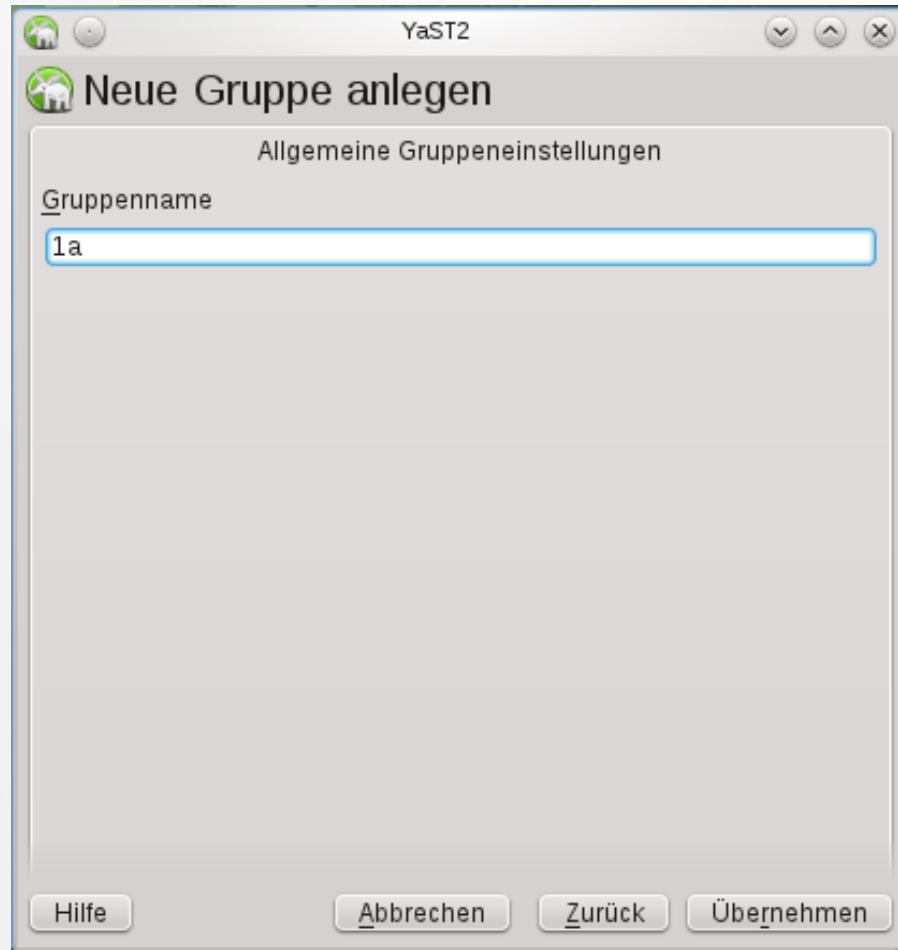 YaST2
Neue Gruppe anlegen
Allgemeine Gruppeneinstellungen
Gruppenname
1a
Hilfe Abbrechen Zurück Übernehmen